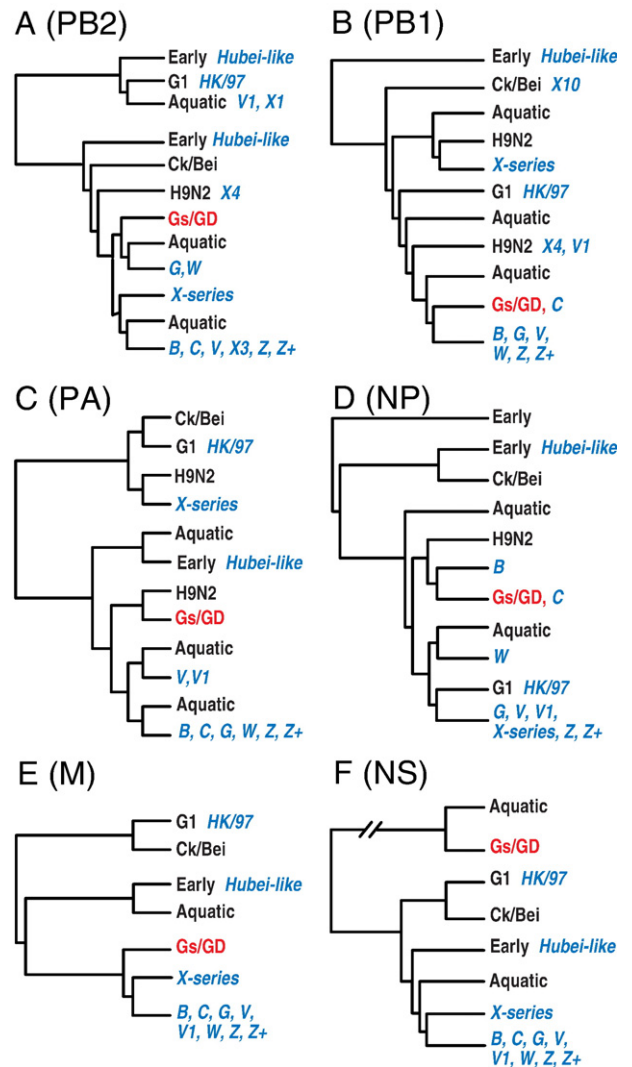 A (PB2)
Early Hubei-like
G1 HK/97
Aquatic V1, X1
Early Hubei-like
Ck/Bei
H9N2 X4
Gs/GD
Aquatic
G,W
X-series
Aquatic
B, C, V, X3, Z, Z+
B (PB1)
Early Hubei-like
Ck/Bei X10
Aquatic
H9N2
X-series
G1 HK/97
Aquatic
H9N2 X4, V1
Aquatic
Gs/GD, C
B, G, V,
W, Z, Z+
C (PA)
Ck/Bei
G1 HK/97
H9N2
X-series
Aquatic
Early Hubei-like
H9N2
Gs/GD
Aquatic
V,V1
Aquatic
B, C, G, W, Z, Z+
D (NP)
Early
Early Hubei-like
Ck/Bei
Aquatic
H9N2
B
Gs/GD, C
Aquatic
W
G1 HK/97
G, V, V1,
X-series, Z, Z+
E (M)
G1 HK/97
Ck/Bei
Early Hubei-like
Aquatic
Gs/GD
X-series
B, C, G, V,
V1, W, Z, Z+
F (NS)
Aquatic
Gs/GD
G1 HK/97
Ck/Bei
Early Hubei-like
Aquatic
X-series
B, C, G, V,
V1, W, Z, Z+